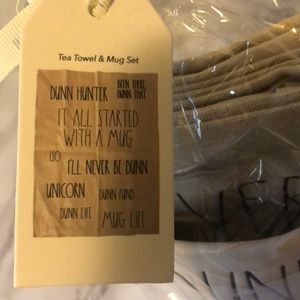 Tea Towel & Mug Set
DUNN HUNTER
BEEN THERE,
DUNN THAT
IT ALL STARTED
WITH A MUG
I'LL NEVER BE DUNN
UNICORN
DUNN FUND
DUNN LIFE
MUG LIFE